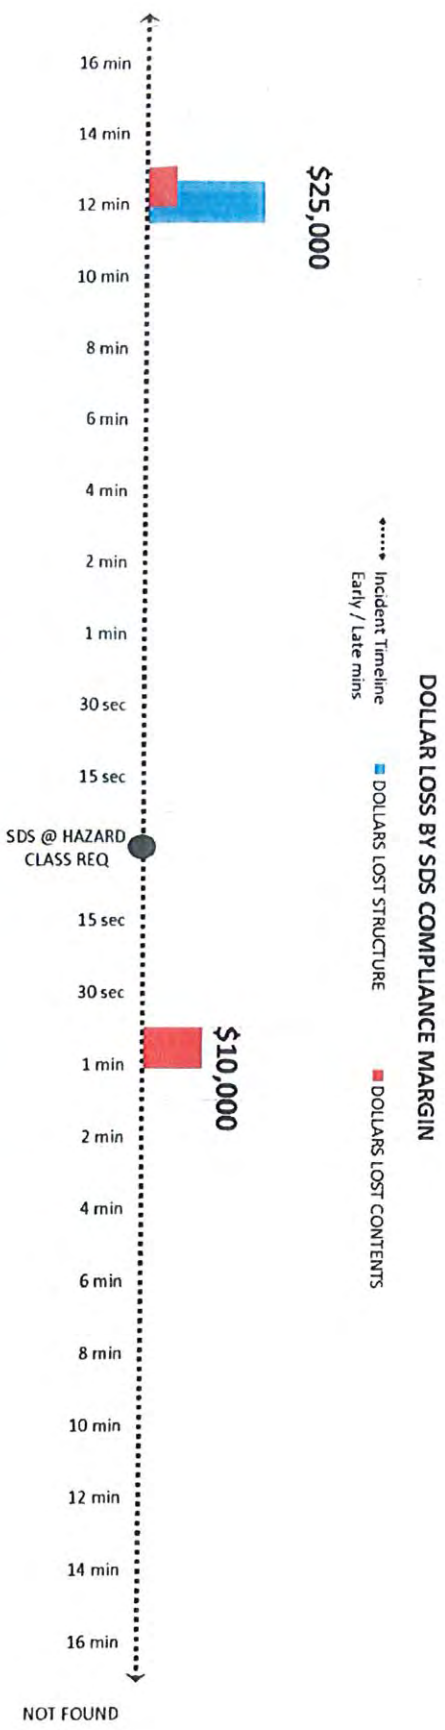 DOLLAR LOSS BY SDS COMPLIANCE MARGIN
Incident Timeline
Early / Late mins
DOLLARS LOST STRUCTURE
DOLLARS LOST CONTENTS
$25,000
$10,000
16 min
14 min
12 min
10 min
8 min
6 min
4 min
2 min
1 min
30 sec
15 sec
SDS @ HAZARD
CLASS REQ
15 sec
30 sec
1 min
2 min
4 min
6 min
8 min
10 min
12 min
14 min
16 min
NOT FOUND